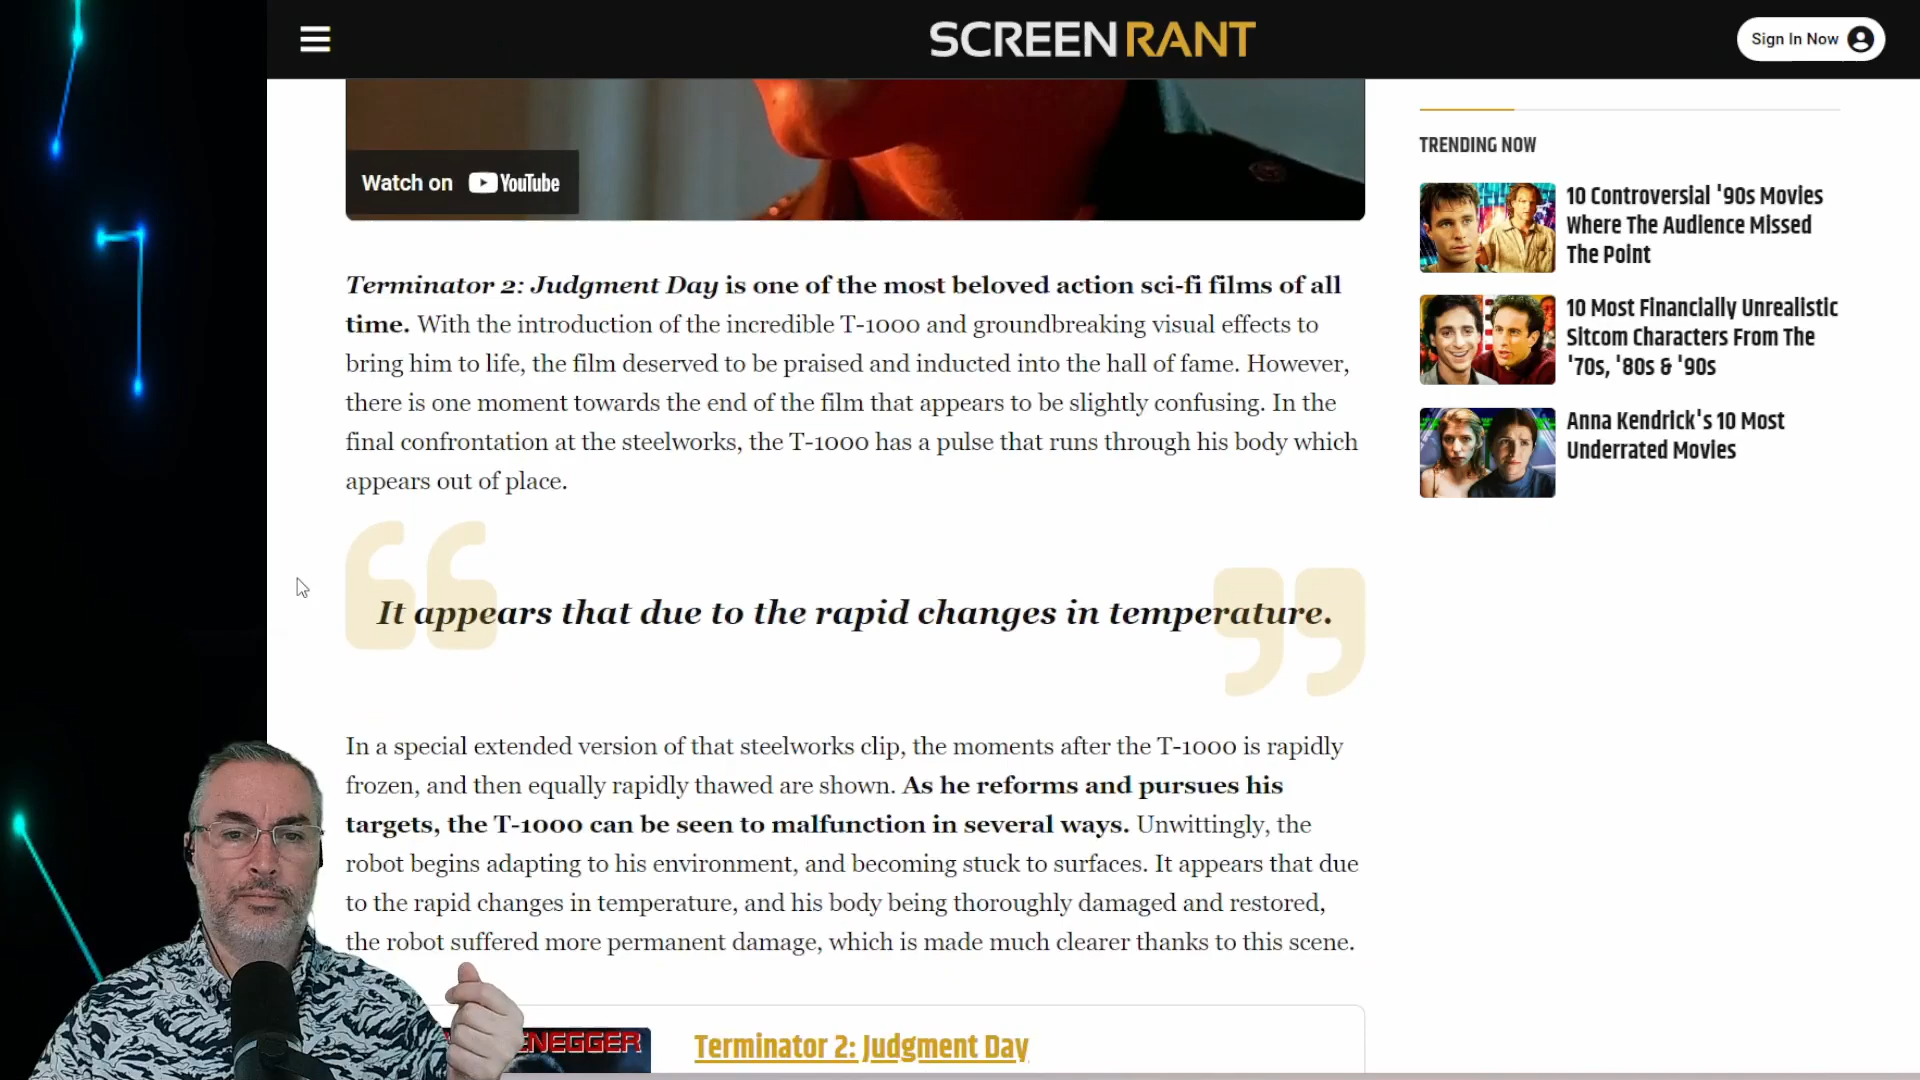 SCREENRANT
Sign In Now
Watch on YouTube
TRENDING NOW
10 Controversial '90s Movies
Where The Audience Missed
The Point
10 Most Financially Unrealistic
Sitcom Characters From The
'70s, '80s & '90s
Anna Kendrick's 10 Most
Underrated Movies
Terminator 2: Judgment Day is one of the most beloved action sci-fi films of all
time. With the introduction of the incredible T-1000 and groundbreaking visual effects to
bring him to life, the film deserved to be praised and inducted into the hall of fame. However,
there is one moment towards the end of the film that appears to be slightly confusing. In the
final confrontation at the steelworks, the T-1000 has a pulse that runs through his body which
appears out of place.
It appears that due to the rapid changes in temperature.
In a special extended version of that steelworks clip, the moments after the T-1000 is rapidly
frozen, and then equally rapidly thawed are shown. As he reforms and pursues his
targets, the T-1000 can be seen to malfunction in several ways. Unwittingly, the
robot begins adapting to his environment, and becoming stuck to surfaces. It appears that due
to the rapid changes in temperature, and his body being thoroughly damaged and restored,
the robot suffered more permanent damage, which is made much clearer thanks to this scene.
ENEGGER
Terminator 2: Judgment Day